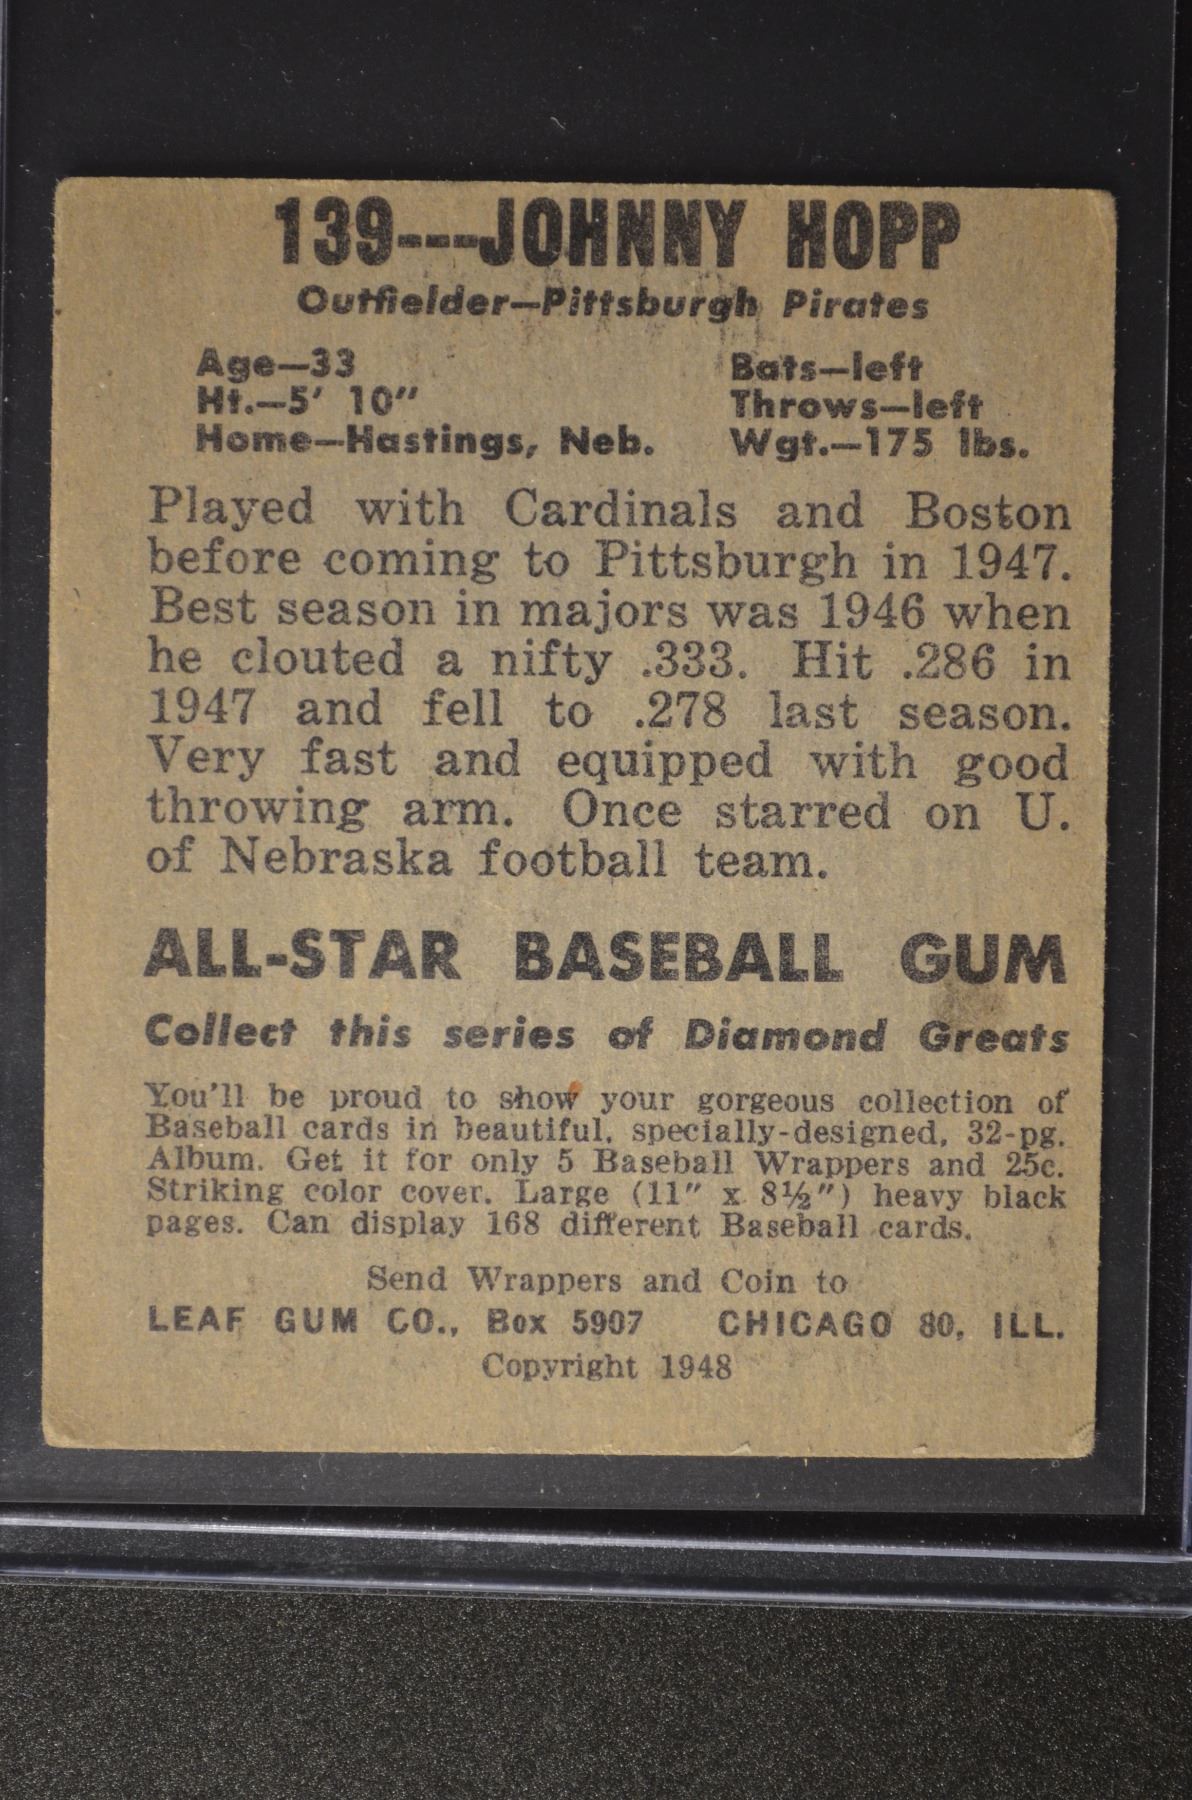 139---JOHNNY HOPP
Outfielder—Pittsburgh Pirates
Age—33 Bats—left
Ht.—5' 10" Throws—left
Home—Hastings, Neb. Wgt.—175 lbs.
Played with Cardinals and Boston
before coming to Pittsburgh in 1947.
Best season in majors was 1946 when
he clouted a nifty .333. Hit .286 in
1947 and fell to .278 last season.
Very fast and equipped with good
throwing arm. Once starred on U.
of Nebraska football team.
ALL-STAR BASEBALL GUM
Collect this series of Diamond Greats
You'll be proud to show your gorgeous collection of
Baseball cards in beautiful, specially-designed, 32-pg.
Album. Get it for only 5 Baseball Wrappers and 25c.
Striking color cover. Large (11" x 8½") heavy black
pages. Can display 168 different Baseball cards.
Send Wrappers and Coin to
LEAF GUM CO., Box 5907 CHICAGO 80, ILL.
Copyright 1948